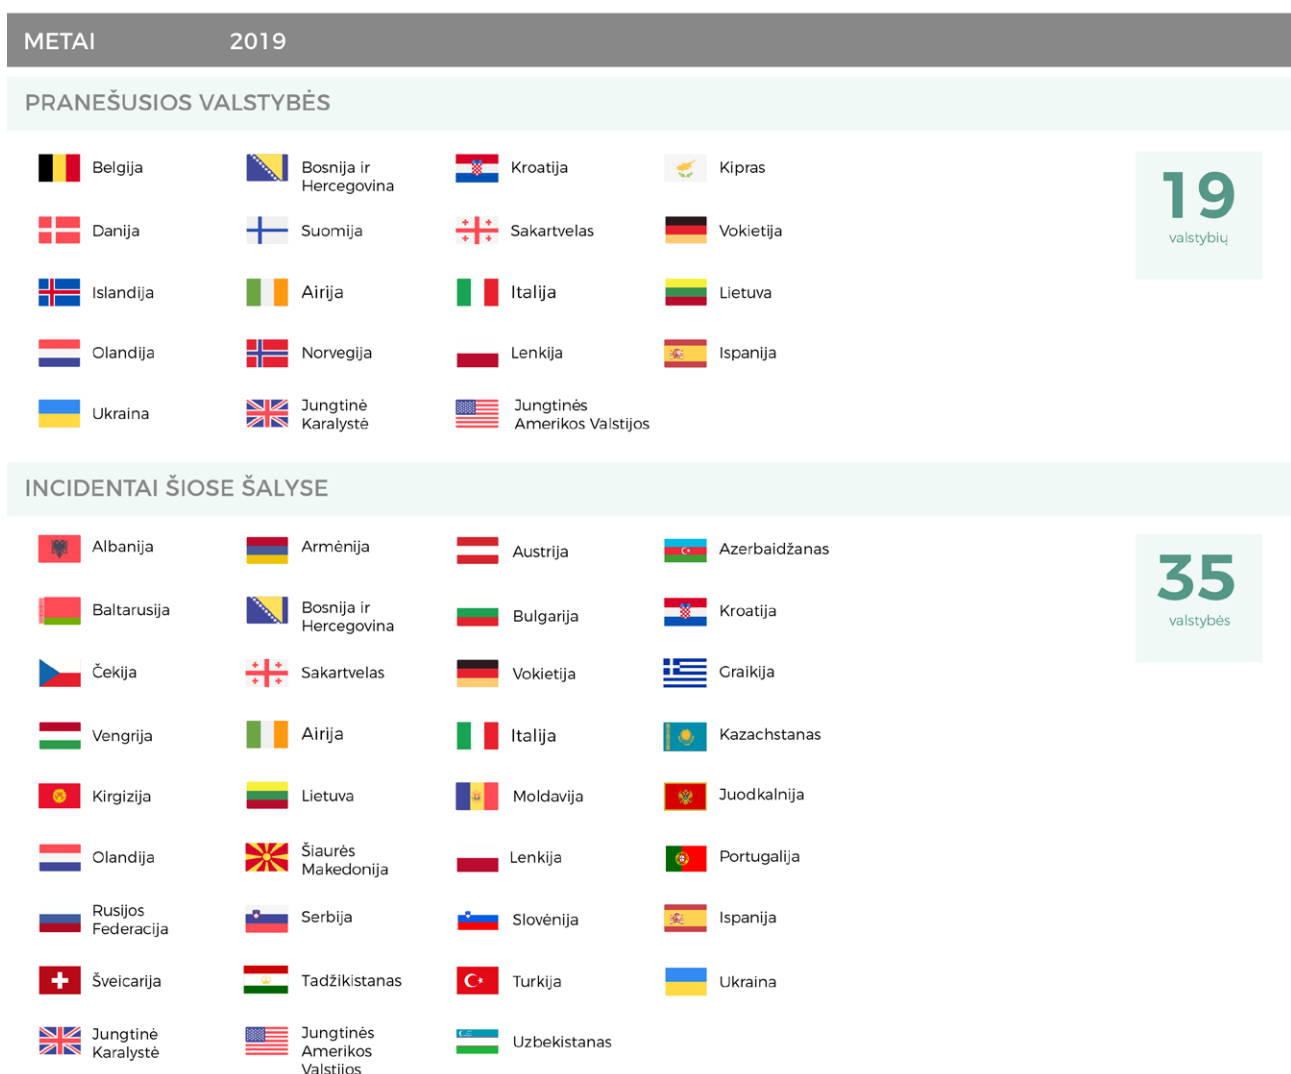 METAI 2019
PRANEŠUSIOS VALSTYBĖS
Belgija
Bosnija ir
Hercegovina
Kroatija
Kipras
19
valstybių
Danija
Suomija
Sakartvelas
Vokietija
Islandija
Airija
Italija
Lietuva
Olandija
Norvegija
Lenkija
Ispanija
Ukraina
Jungtinė
Karalystė
Jungtinės
Amerikos Valstijos
INCIDENTAI ŠIOSE ŠALYSE
Albanija
Armėnija
Austrija
Azerbaidžanas
35
valstybės
Baltarusija
Bosnija ir
Hercegovina
Bulgarija
Kroatija
Čekija
Sakartvelas
Vokietija
Graikija
Vengrija
Airija
Italija
Kazachstanas
Kirgizija
Lietuva
Moldavija
Juodkalnija
Olandija
Šiaurės
Makedonija
Lenkija
Portugalija
Rusijos
Federacija
Serbija
Slovėnija
Ispanija
Šveicarija
Tadžikistanas
Turkija
Ukraina
Jungtinė
Karalystė
Jungtinės
Amerikos
Valstijos
Uzbekistanas